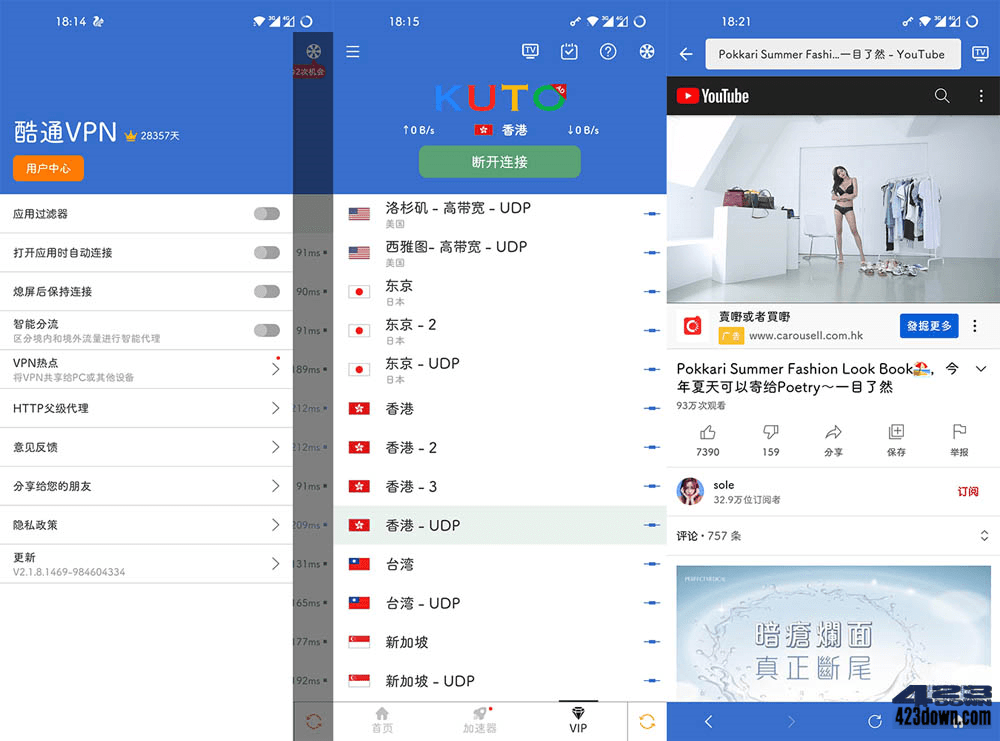 18:14
3G 4G
12次机会
酷通VPN
28357天
用户中心
应用过滤器
打开应用时自动连接
91ms
熄屏后保持连接
90ms
智能分流
区分境内和境外流量进行智能代理
91ms
VPN热点
将VPN共享给PC或其他设备
189ms
HTTP父级代理
212ms
意见反馈
212ms
分享给您的朋友
91ms
隐私政策
209ms
更新
V2.1.8.1469-984604334
131ms
165ms
177ms
192ms
18:15
3G 4G
TV
KUTO
AD
↑0 B/s
香港
↓0 B/s
断开连接
洛杉矶 - 高带宽 - UDP
美国
西雅图- 高带宽 - UDP
美国
东京
日本
东京 - 2
日本
东京 - UDP
日本
香港
香港 - 2
香港 - 3
香港 - UDP
台湾
台湾 - UDP
新加坡
新加坡 - UDP
首页
加速器
VIP
18:21
3G 4G
Pokkari Summer Fashi...一目了然 - YouTube
TV
YouTube
賣嘢或者買嘢
广告 www.carousell.com.hk
發掘更多
Pokkari Summer Fashion Look Book🏖️，今
年夏天可以寄给Poetry～一目了然
93万次观看
7390
159
分享
保存
举报
sole
32.9万位订阅者
订阅
评论 · 757 条
PERFECT MEDICAL
暗瘡爛面
真正斷尾
423down.com